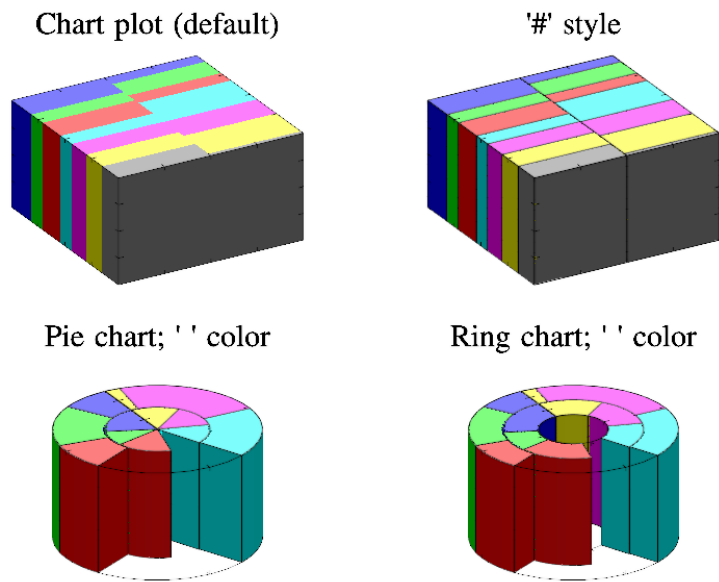 Chart plot (default)
'#' style
Pie chart; ' ' color
Ring chart; ' ' color